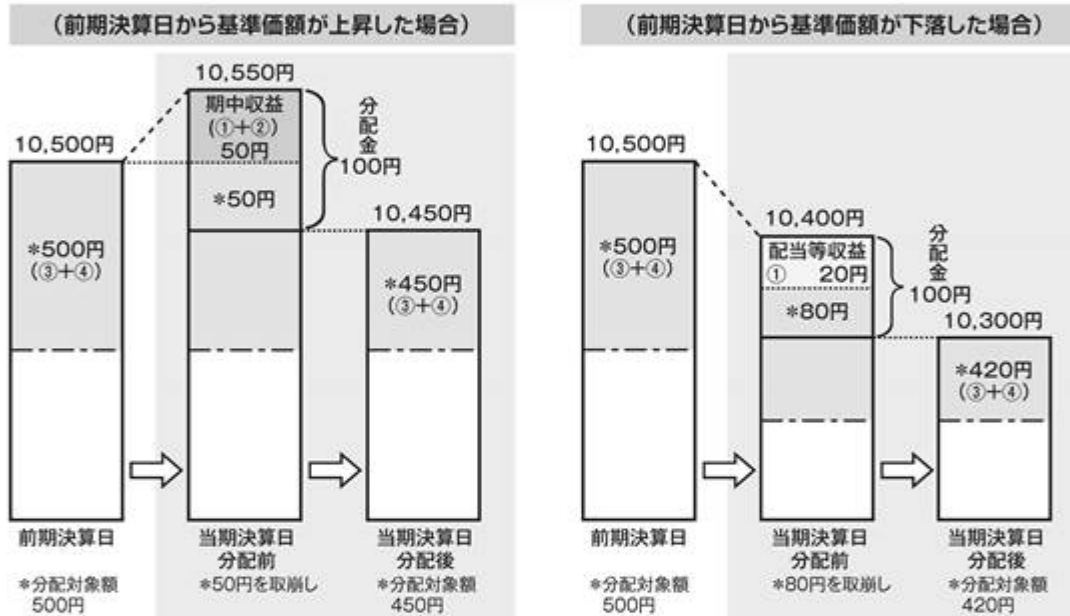 (前期決算日から基準価額が上昇した場合)
10,550円
期中収益
(①+②)
50円
*50円
分配金
100円
10,500円
*500円
(③+④)
10,450円
*450円
(③+④)
前期決算日
当期決算日
分配前
当期決算日
分配後
*分配対象額
500円
*50円を取崩し
*分配対象額
450円
(前期決算日から基準価額が下落した場合)
10,500円
*500円
(③+④)
10,400円
配当等収益
① 20円
*80円
分配金
100円
10,300円
*420円
(③+④)
前期決算日
当期決算日
分配前
当期決算日
分配後
*分配対象額
500円
*80円を取崩し
*分配対象額
420円